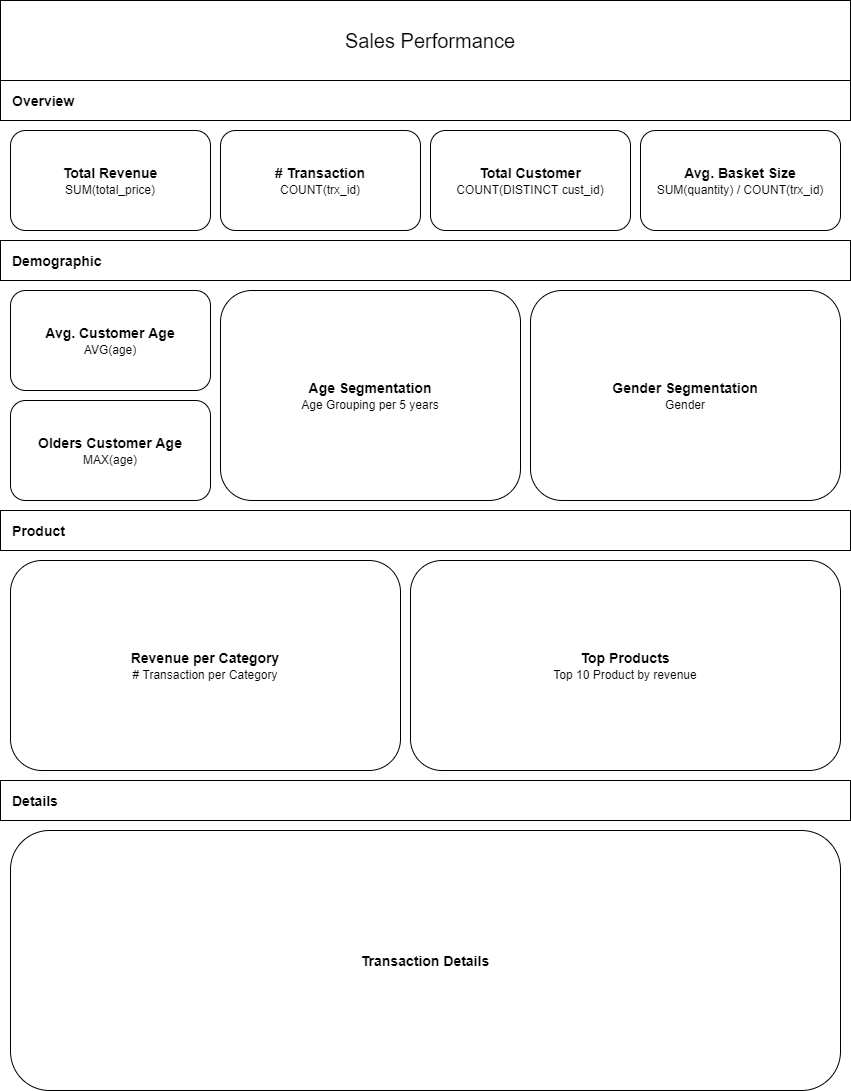 Sales Performance
Overview
Total Revenue
SUM(total_price)
# Transaction
COUNT(trx_id)
Total Customer
COUNT(DISTINCT cust_id)
Avg. Basket Size
SUM(quantity) / COUNT(trx_id)
Demographic
Avg. Customer Age
AVG(age)
Olders Customer Age
MAX(age)
Age Segmentation
Age Grouping per 5 years
Gender Segmentation
Gender
Product
Revenue per Category
# Transaction per Category
Top Products
Top 10 Product by revenue
Details
Transaction Details